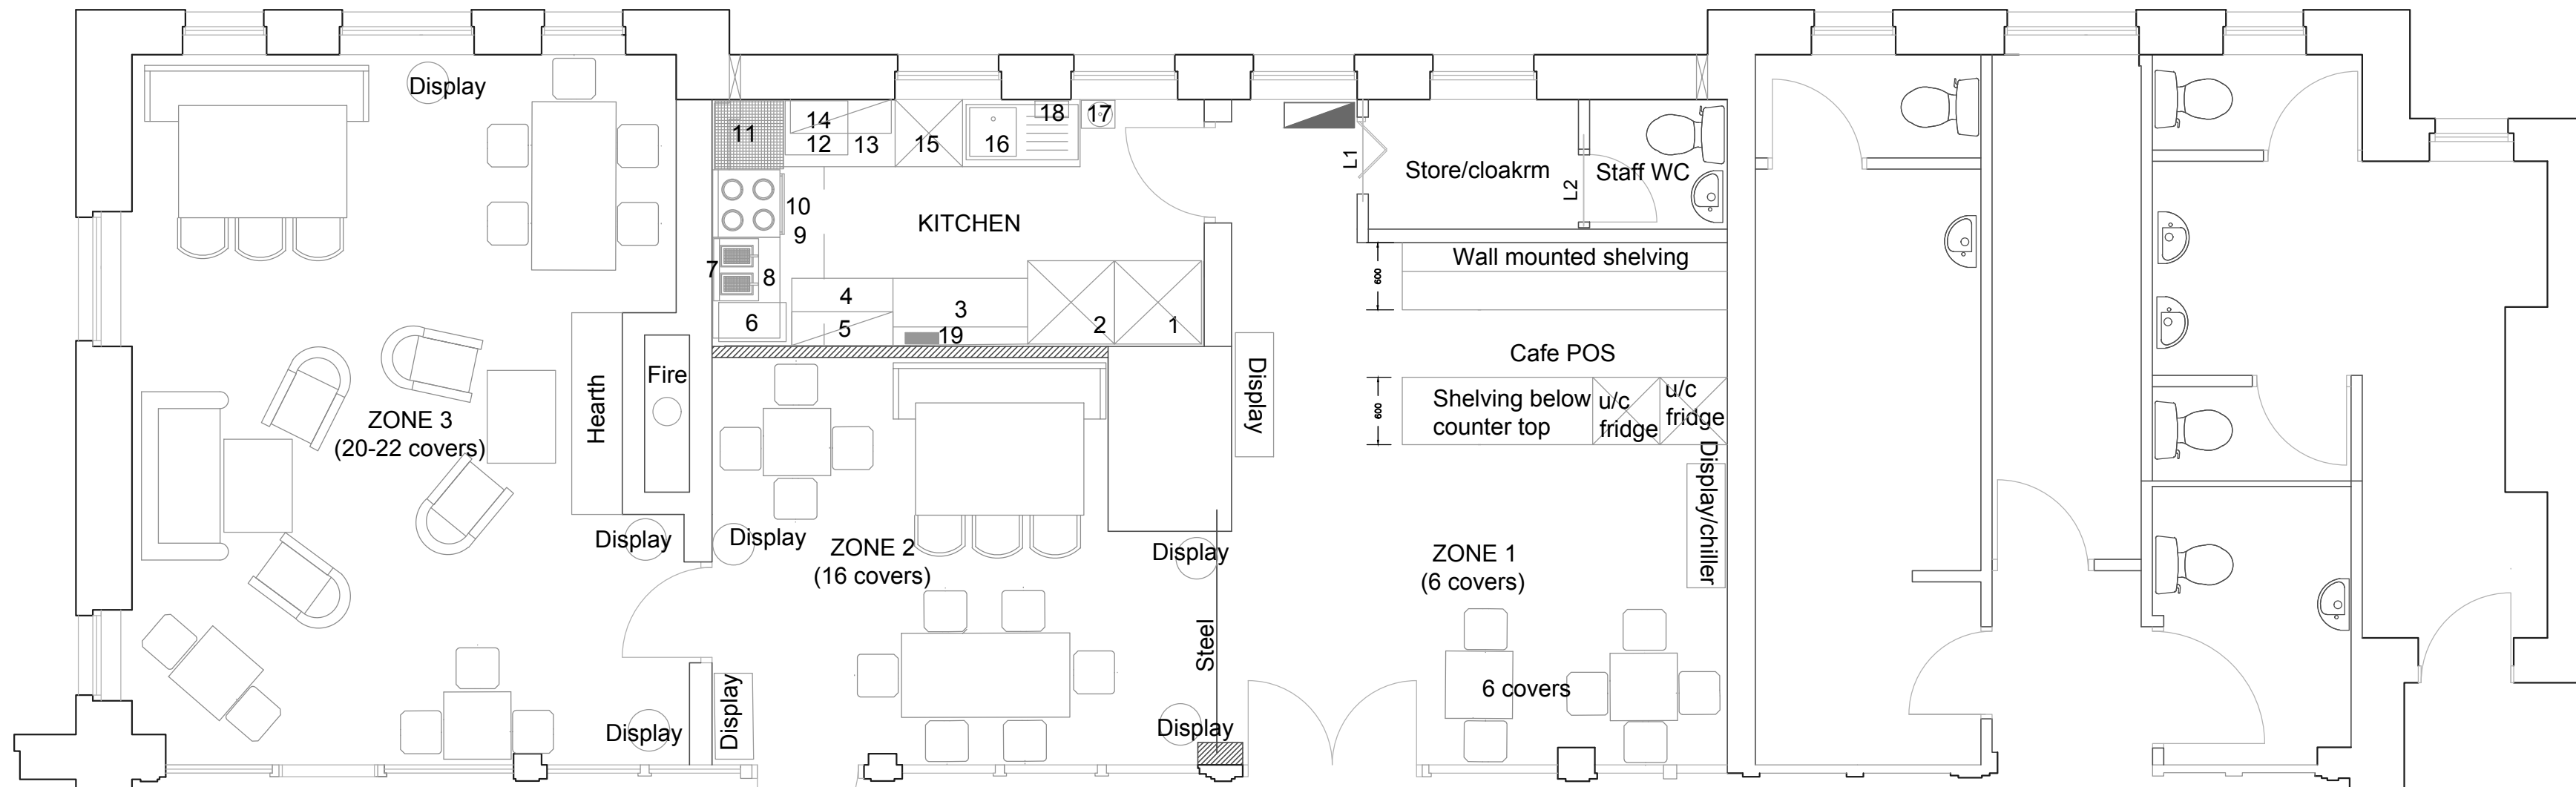 Display
14
18
17
11
12
13
15
16
L1
Store/cloakrm
Staff WC
L2
10
9
KITCHEN
7
8
4
3
6
5
19
2
1
600
Wall mounted shelving
Cafe POS
Display
Fire
Hearth
600
Shelving below
counter top
u/c
fridge
u/c
fridge
ZONE 3
(20-22 covers)
Display/chiller
Display
Display
ZONE 2
(16 covers)
Display
ZONE 1
(6 covers)
Steel
6 covers
Display
Display
Display